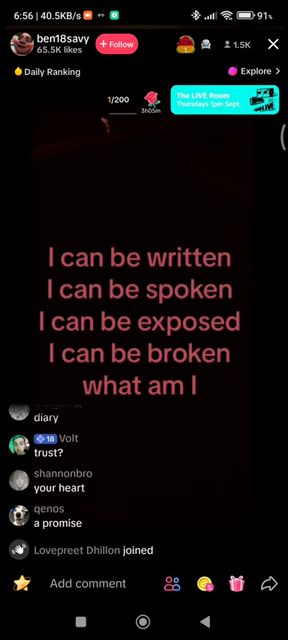 6:56 | 40.5KB/s
91%
ben18savy
65.5K likes
+ Follow
1.5K
Daily Ranking
Explore >
1/200
3h05m
The LIVE Room
Thursdays 1pm Sept.
I can be written
I can be spoken
I can be exposed
I can be broken
what am I
diary
18 Volt
trust?
shannonbro
your heart
qenos
a promise
Lovepreet Dhillon joined
Add comment